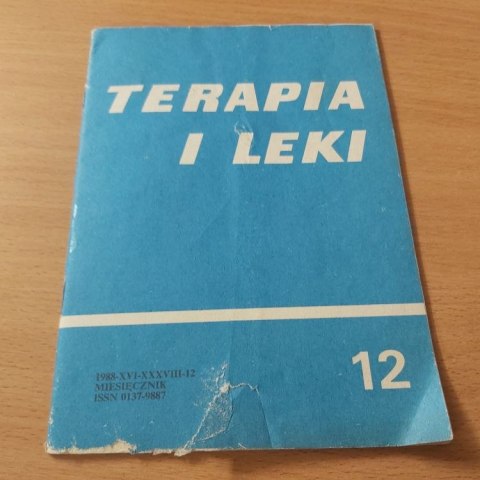 TERAPIA
I LEKI
1988-XVI-XXXVIII-12
MIESIĘCZNIK
ISSN 0137-9887
12